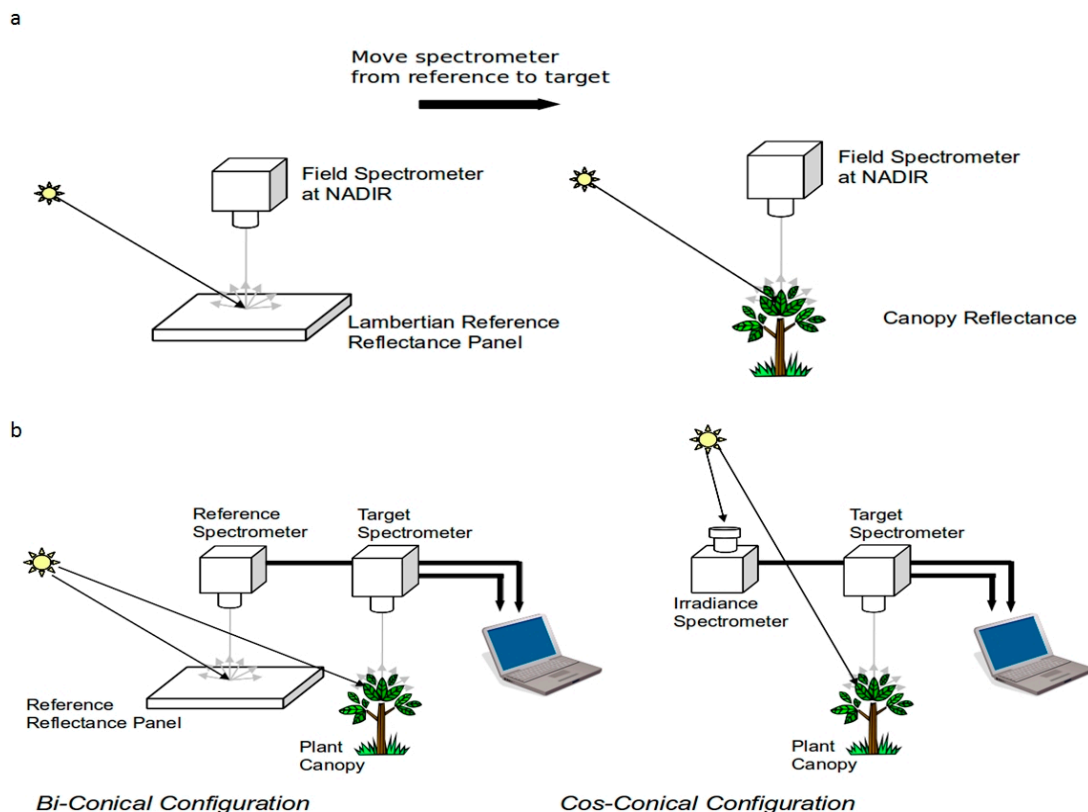 a
Move spectrometer
from reference to target
Field Spectrometer
at NADIR
Lambertian Reference
Reflectance Panel
Field Spectrometer
at NADIR
Canopy Reflectance
b
Reference
Spectrometer
Target
Spectrometer
Reference
Reflectance Panel
Plant
Canopy
Bi-Conical Configuration
Irradiance
Spectrometer
Target
Spectrometer
Plant
Canopy
Cos-Conical Configuration